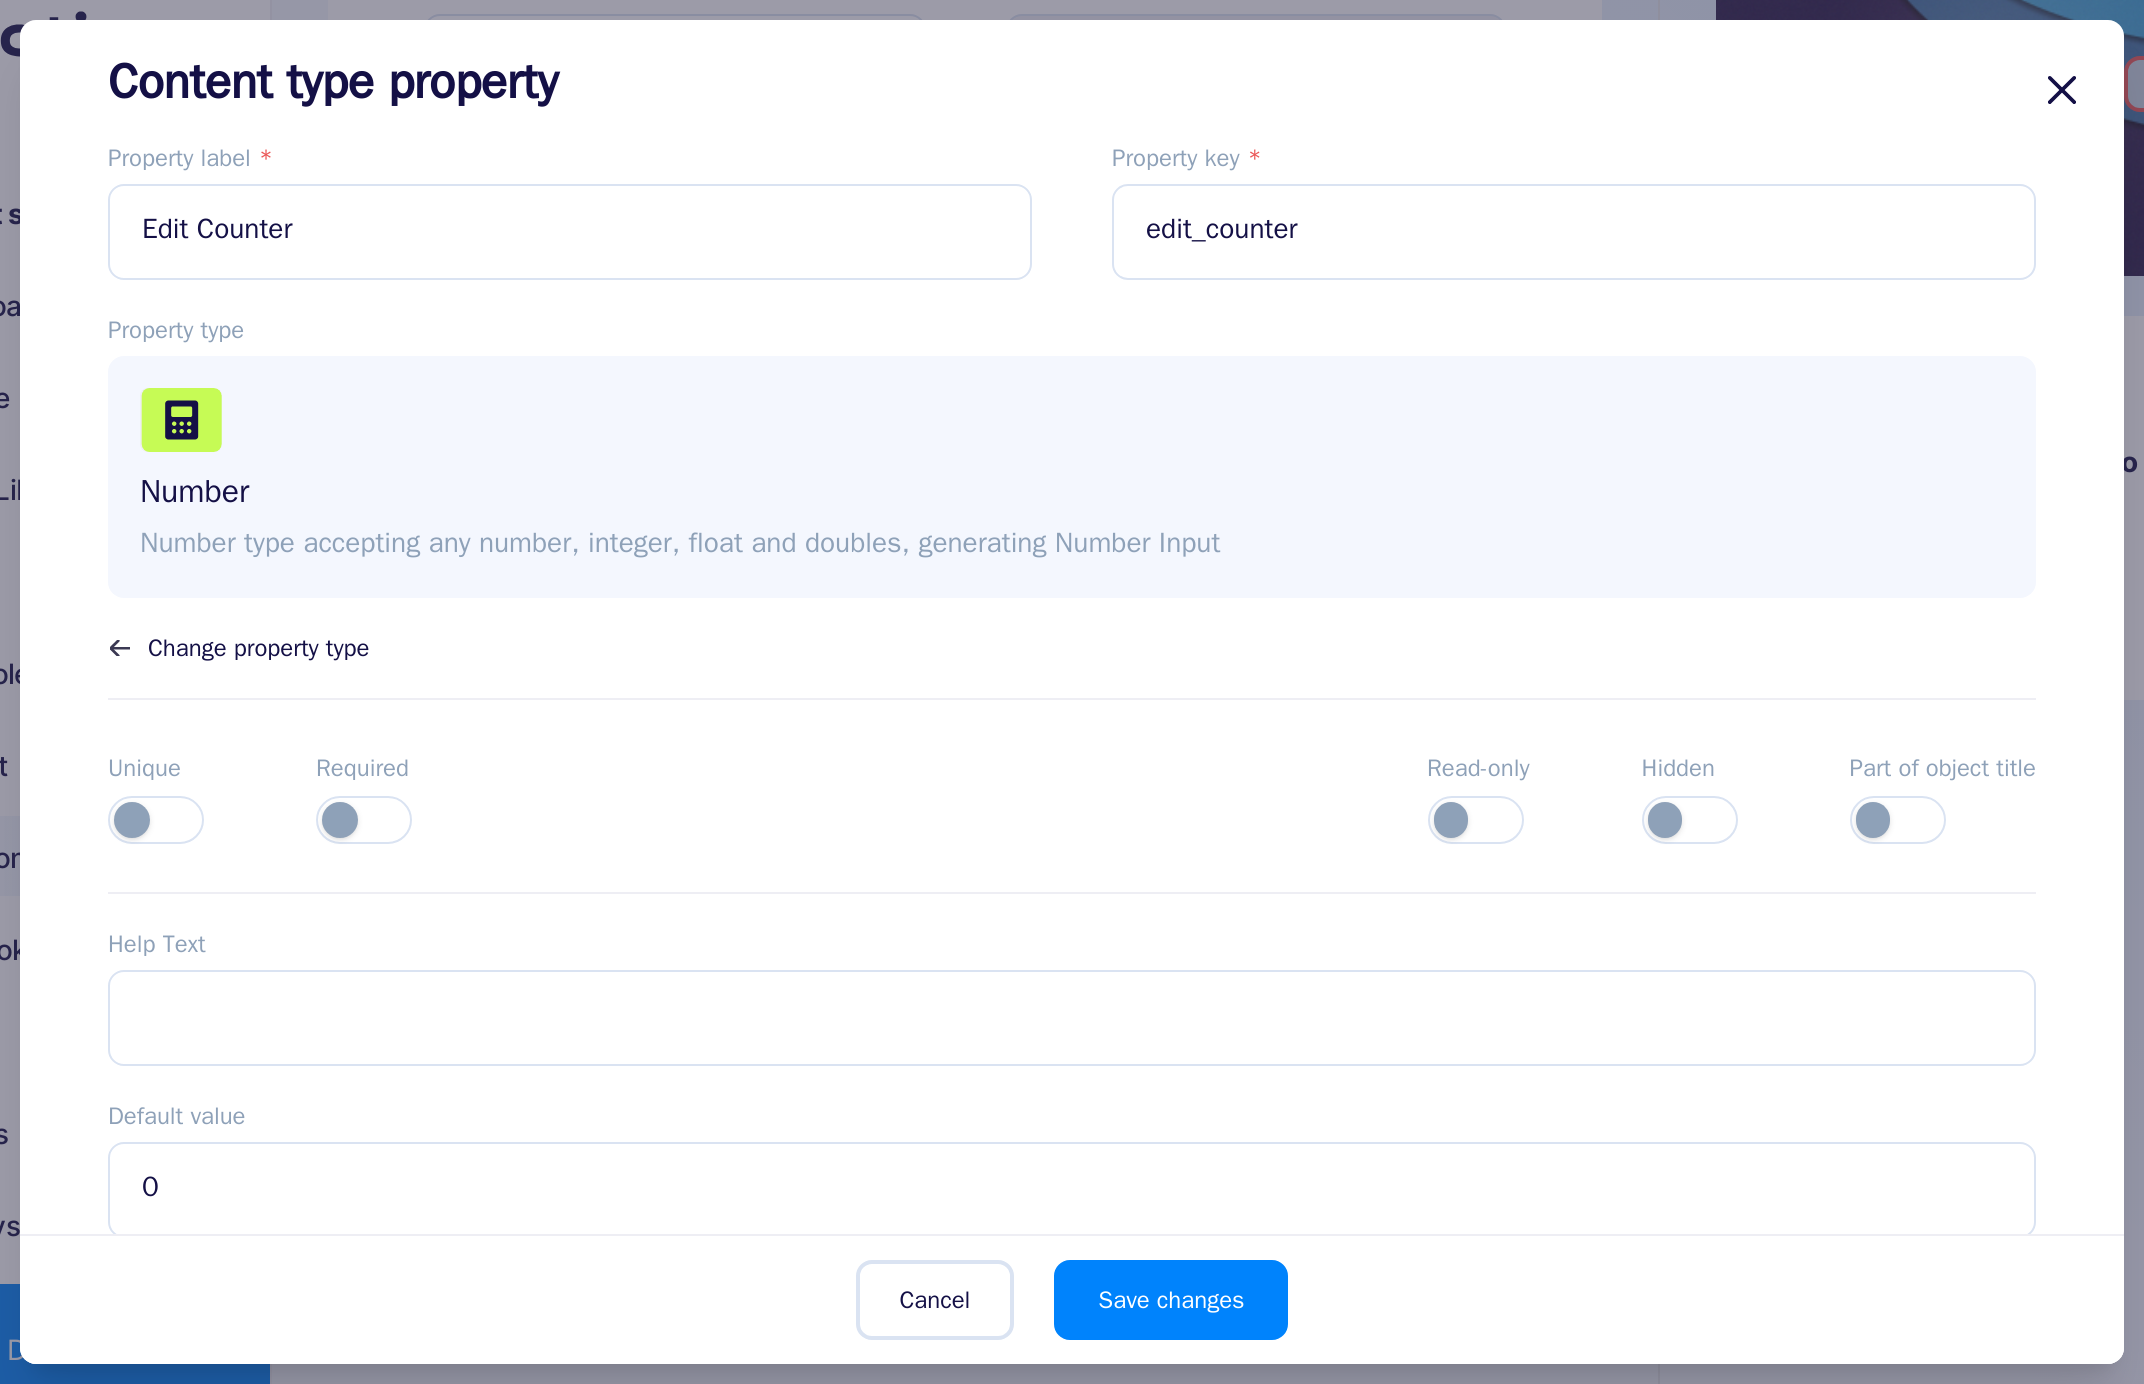 Content type property
Property label *
Property key *
Edit Counter
edit_counter
Property type
Number
Number type accepting any number, integer, float and doubles, generating Number Input
Change property type
Unique
Required
Read-only
Hidden
Part of object title
Help Text
Default value
0
Cancel
Save changes